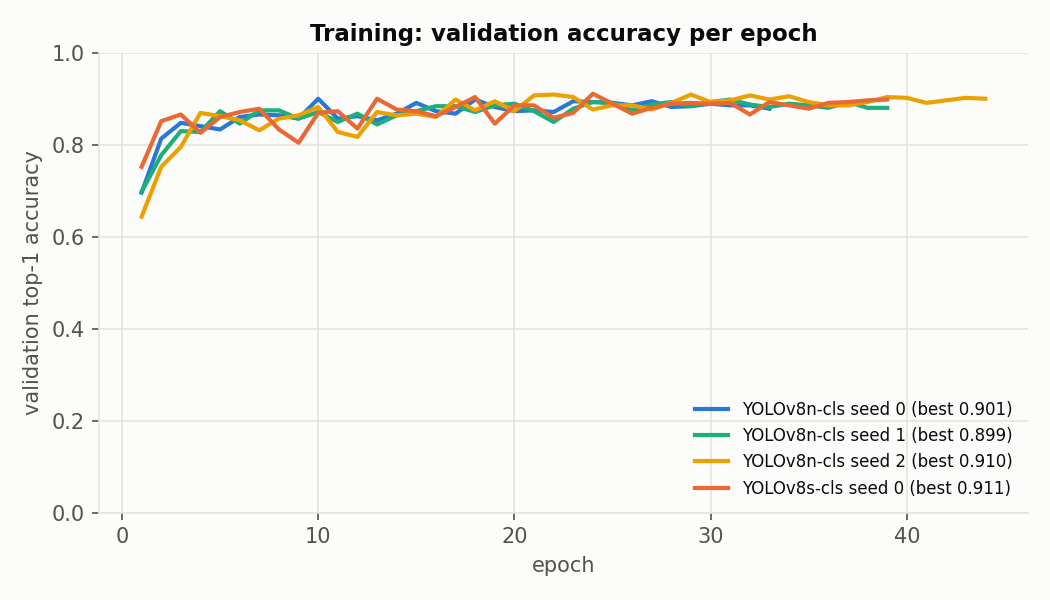 Training: validation accuracy per epoch
validation top-1 accuracy
1.0
0.8
0.6
0.4
0.2
0.0
YOLOv8n-cls seed 0 (best 0.901)
YOLOv8n-cls seed 1 (best 0.899)
YOLOv8n-cls seed 2 (best 0.910)
YOLOv8s-cls seed 0 (best 0.911)
0 10 20 30 40
epoch